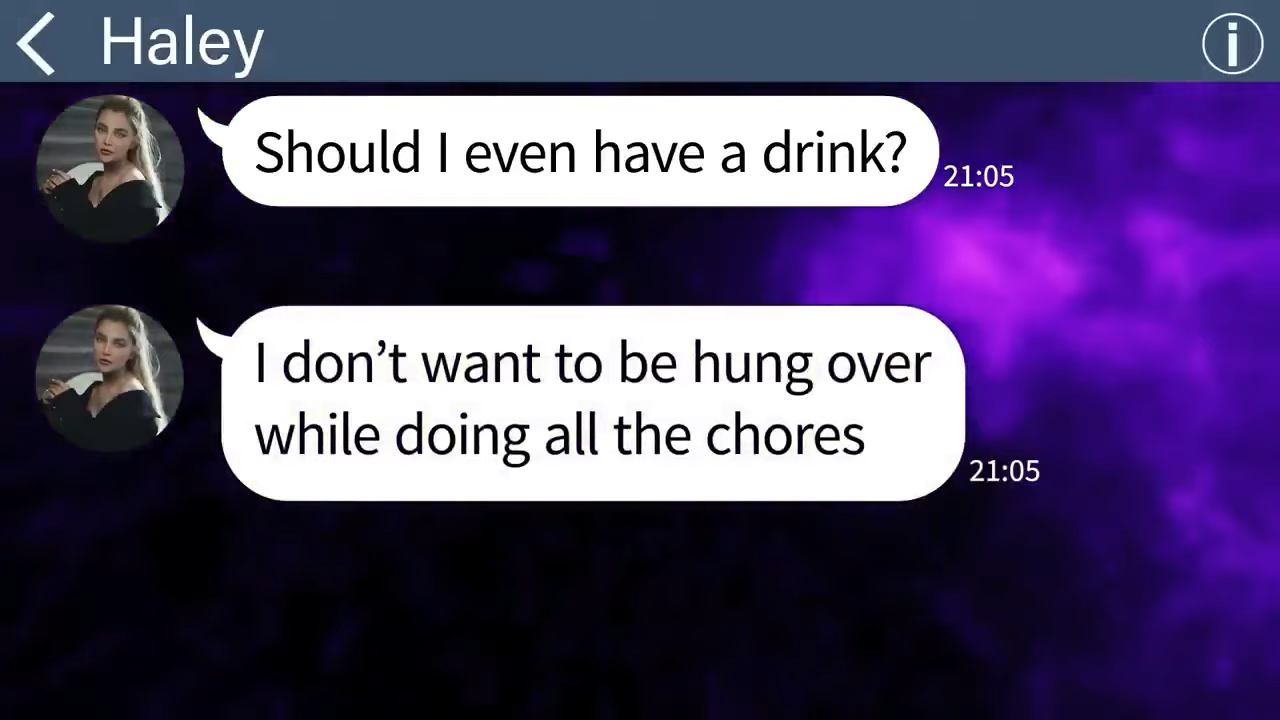 Haley
Should I even have a drink?
21:05
I don’t want to be hung over
while doing all the chores
21:05